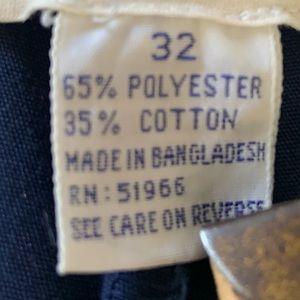 32
65% POLYESTER
35% COTTON
MADE IN BANGLADESH
RN: 51966
SEE CARE ON REVERSE